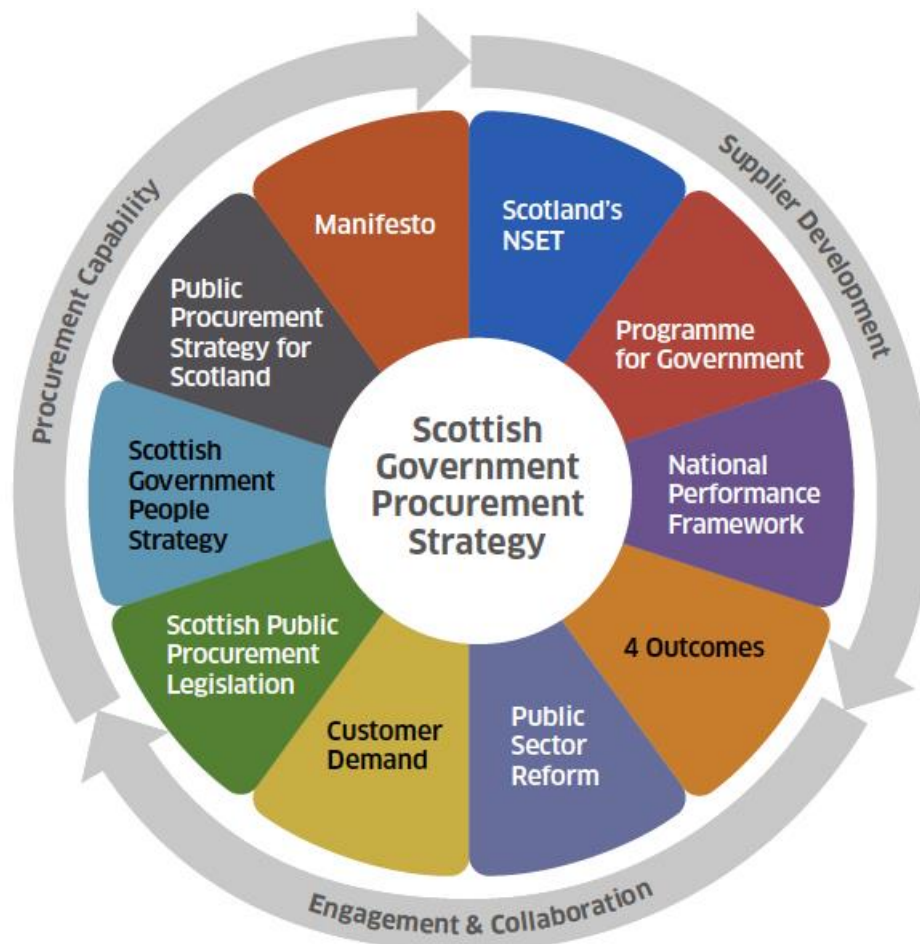 Scottish
Government
Procurement
Strategy
Scotland's
NSET
Programme
for Government
National
Performance
Framework
4 Outcomes
Public
Sector
Reform
Customer
Demand
Scottish Public
Procurement
Legislation
Scottish
Government
People
Strategy
Public
Procurement
Strategy for
Scotland
Manifesto
Supplier Development
Engagement & Collaboration
Procurement Capability